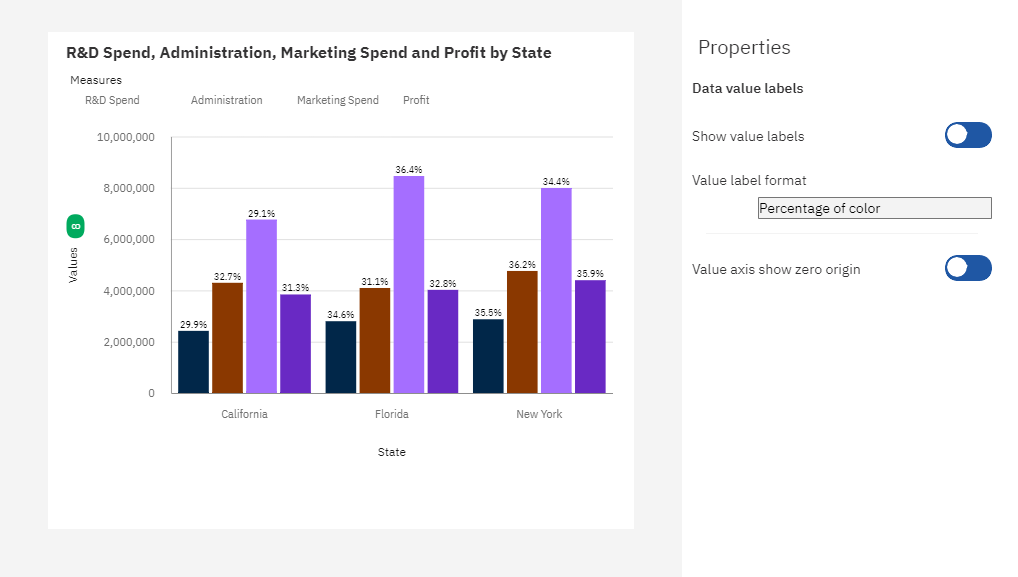 R&D Spend, Administration, Marketing Spend and Profit by State
Measures
R&D Spend Administration Marketing Spend Profit
10,000,000
8,000,000
6,000,000
4,000,000
2,000,000
0
Values
29.9% 32.7% 29.1% 31.3%
34.6% 31.1% 36.4% 32.8%
35.5% 36.2% 34.4% 35.9%
California Florida New York
State
Properties
Data value labels
Show value labels
Value label format
Percentage of color
Value axis show zero origin